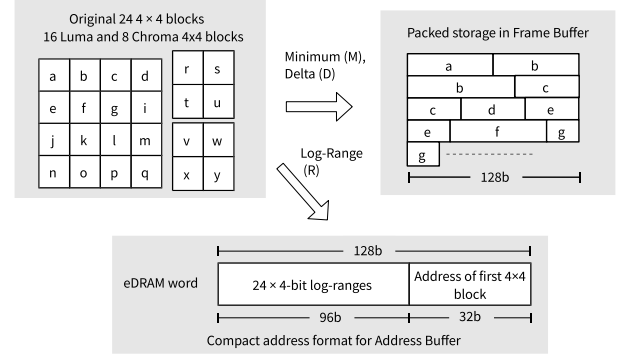 Original 24 4 × 4 blocks
16 Luma and 8 Chroma 4x4 blocks
a b c d
e f g i
j k l m
n o p q
r s
t u
v w
x y
Minimum (M),
Delta (D)
Log-Range
(R)
Packed storage in Frame Buffer
a b
b c
c d e
e f g
g
128b
128b
eDRAM word
24 × 4-bit log-ranges
Address of first 4×4
block
96b 32b
Compact address format for Address Buffer